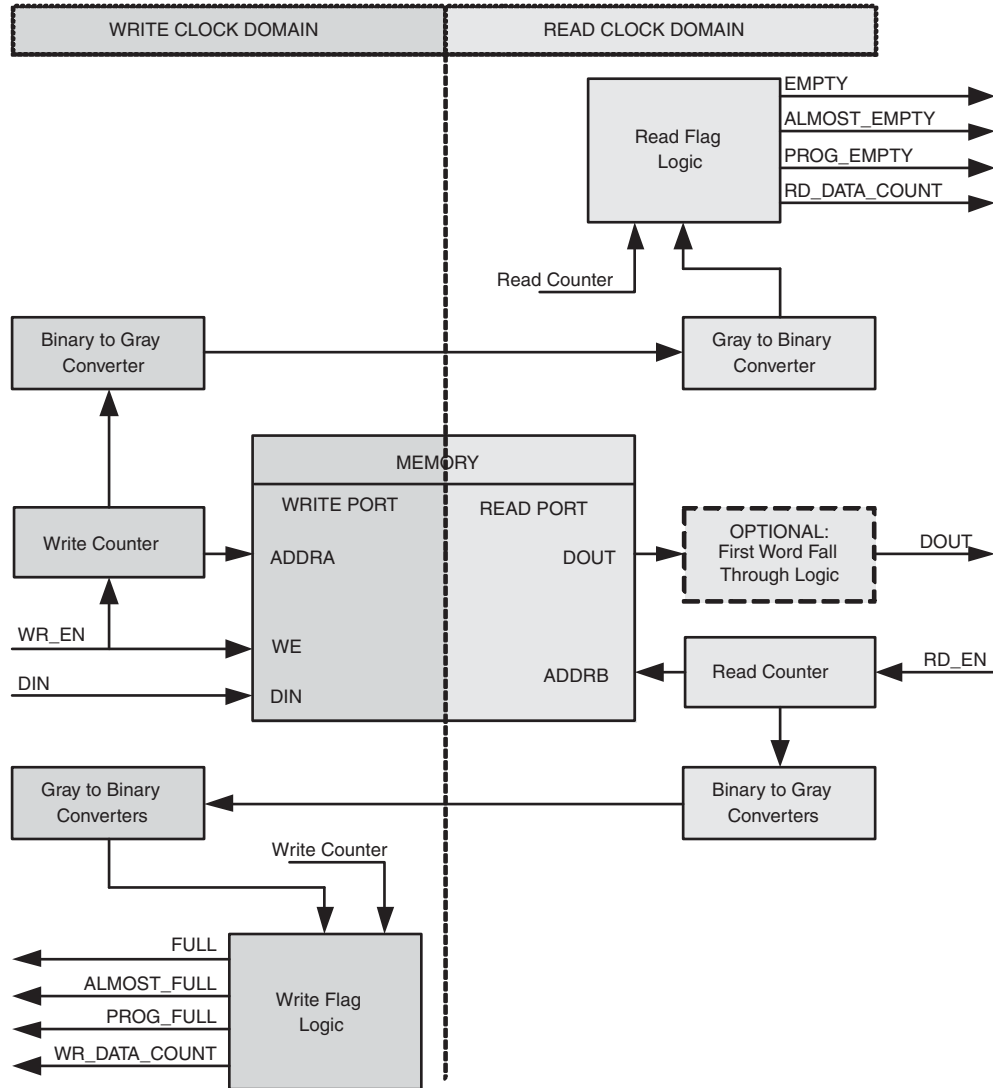 WRITE CLOCK DOMAIN
READ CLOCK DOMAIN
Read Flag
Logic
EMPTY
ALMOST_EMPTY
PROG_EMPTY
RD_DATA_COUNT
Read Counter
Binary to Gray
Converter
Gray to Binary
Converter
MEMORY
WRITE PORT
READ PORT
Write Counter
ADDRA
DOUT
OPTIONAL:
First Word Fall
Through Logic
DOUT
WR_EN
WE
DIN
DIN
ADDRB
Read Counter
RD_EN
Gray to Binary
Converters
Binary to Gray
Converters
Write Counter
FULL
ALMOST_FULL
PROG_FULL
WR_DATA_COUNT
Write Flag
Logic